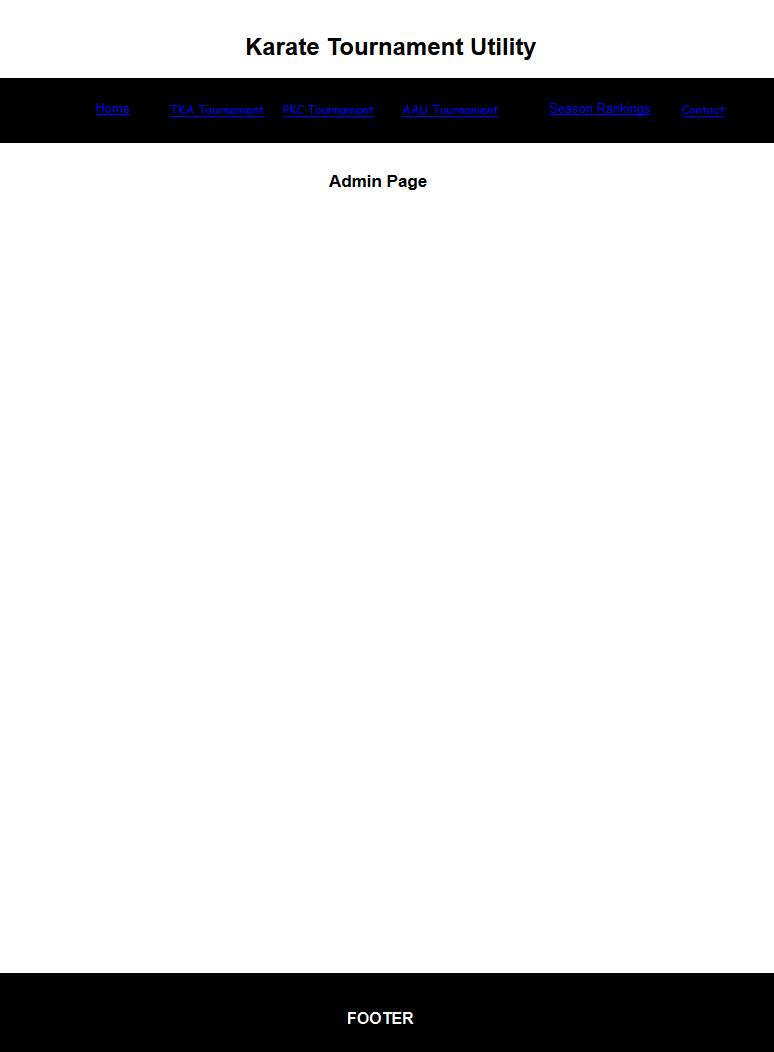 Karate Tournament Utility
Home TKA Tournament PKC Tournament AAU Tournament Season Rankings Contact
Admin Page
FOOTER